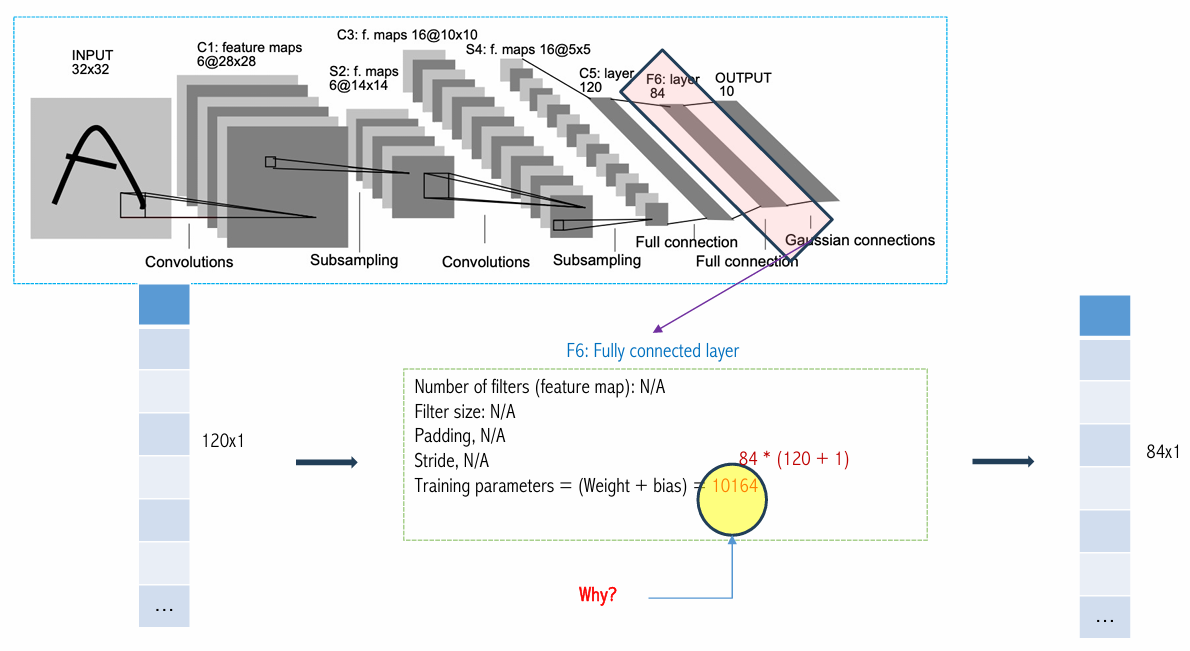 INPUT
32x32
C1: feature maps
6@28x28
S2: f. maps
6@14x14
C3: f. maps 16@10x10
S4: f. maps 16@5x5
C5: layer
120
F6: layer
84
OUTPUT
10
Convolutions
Subsampling
Convolutions
Subsampling
Full connection
Full connection
Gaussian connections
F6: Fully connected layer
Number of filters (feature map): N/A
Filter size: N/A
Padding, N/A
Stride, N/A
84 * (120 + 1)
Training parameters = (Weight + bias) = 10164
Why?
120x1
...
84x1
...